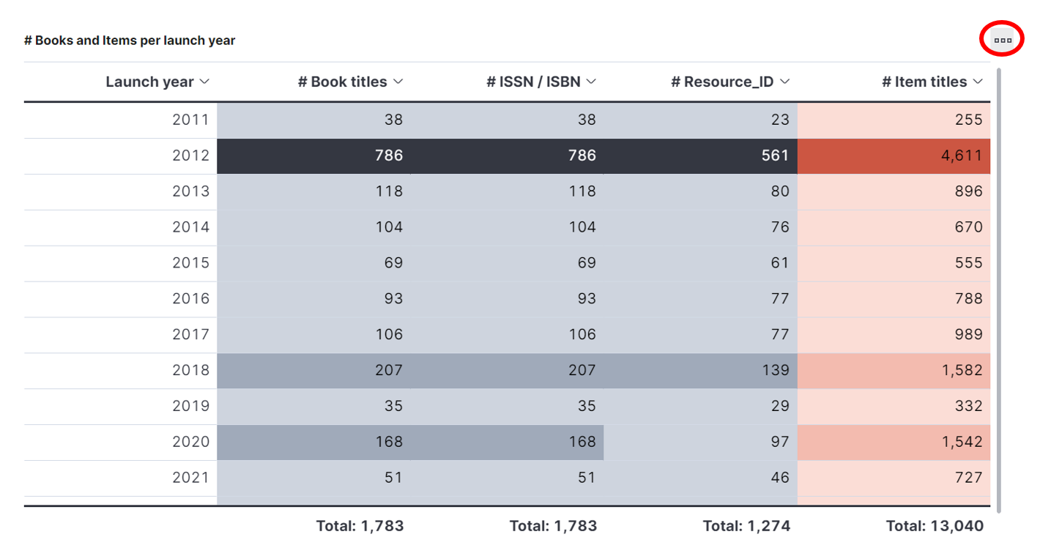 # Books and Items per launch year
Launch year # Book titles # ISSN / ISBN # Resource_ID # Item titles
2011 38 38 23 255
2012 786 786 561 4,611
2013 118 118 80 896
2014 104 104 76 670
2015 69 69 61 555
2016 93 93 77 788
2017 106 106 77 989
2018 207 207 139 1,582
2019 35 35 29 332
2020 168 168 97 1,542
2021 51 51 46 727
Total: 1,783 Total: 1,783 Total: 1,274 Total: 13,040